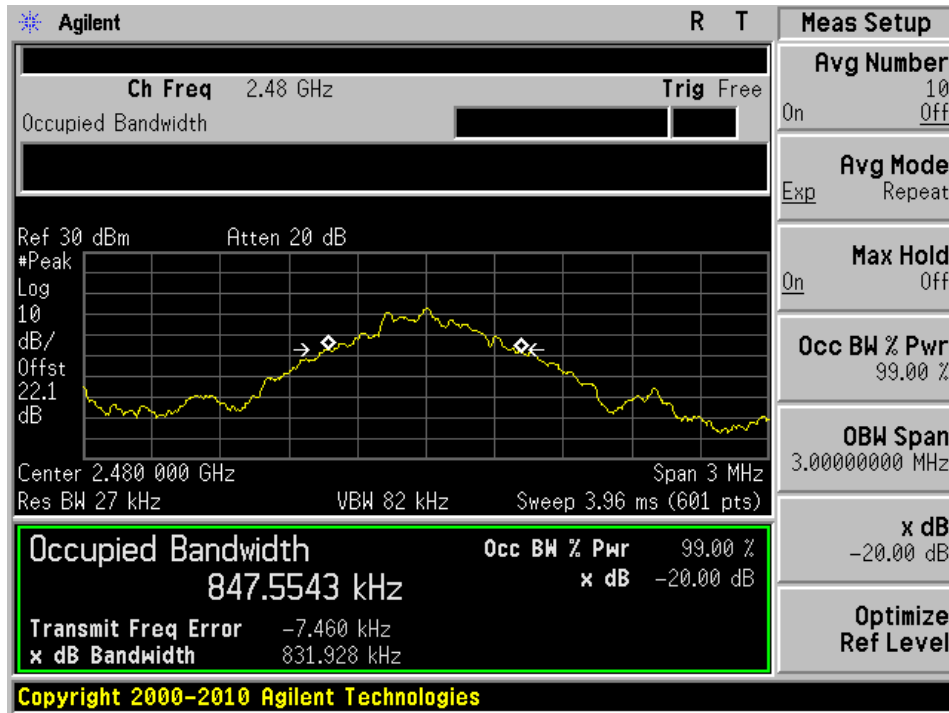 Agilent R T
Ch Freq 2.48 GHz Trig Free
Occupied Bandwidth
Ref 30 dBm Atten 20 dB
#Peak
Log
10
dB/
Offst
22.1
dB
Center 2.480 000 GHz Span 3 MHz
Res BW 27 kHz VBW 82 kHz Sweep 3.96 ms (601 pts)
Occupied Bandwidth Occ BW % Pwr 99.00 %
847.5543 kHz x dB -20.00 dB
Transmit Freq Error -7.460 kHz
x dB Bandwidth 831.928 kHz
Copyright 2000-2010 Agilent Technologies
Meas Setup
Avg Number
10
On Off
Avg Mode
Exp Repeat
Max Hold
On Off
Occ BW % Pwr
99.00 %
OBW Span
3.00000000 MHz
x dB
-20.00 dB
Optimize
Ref Level